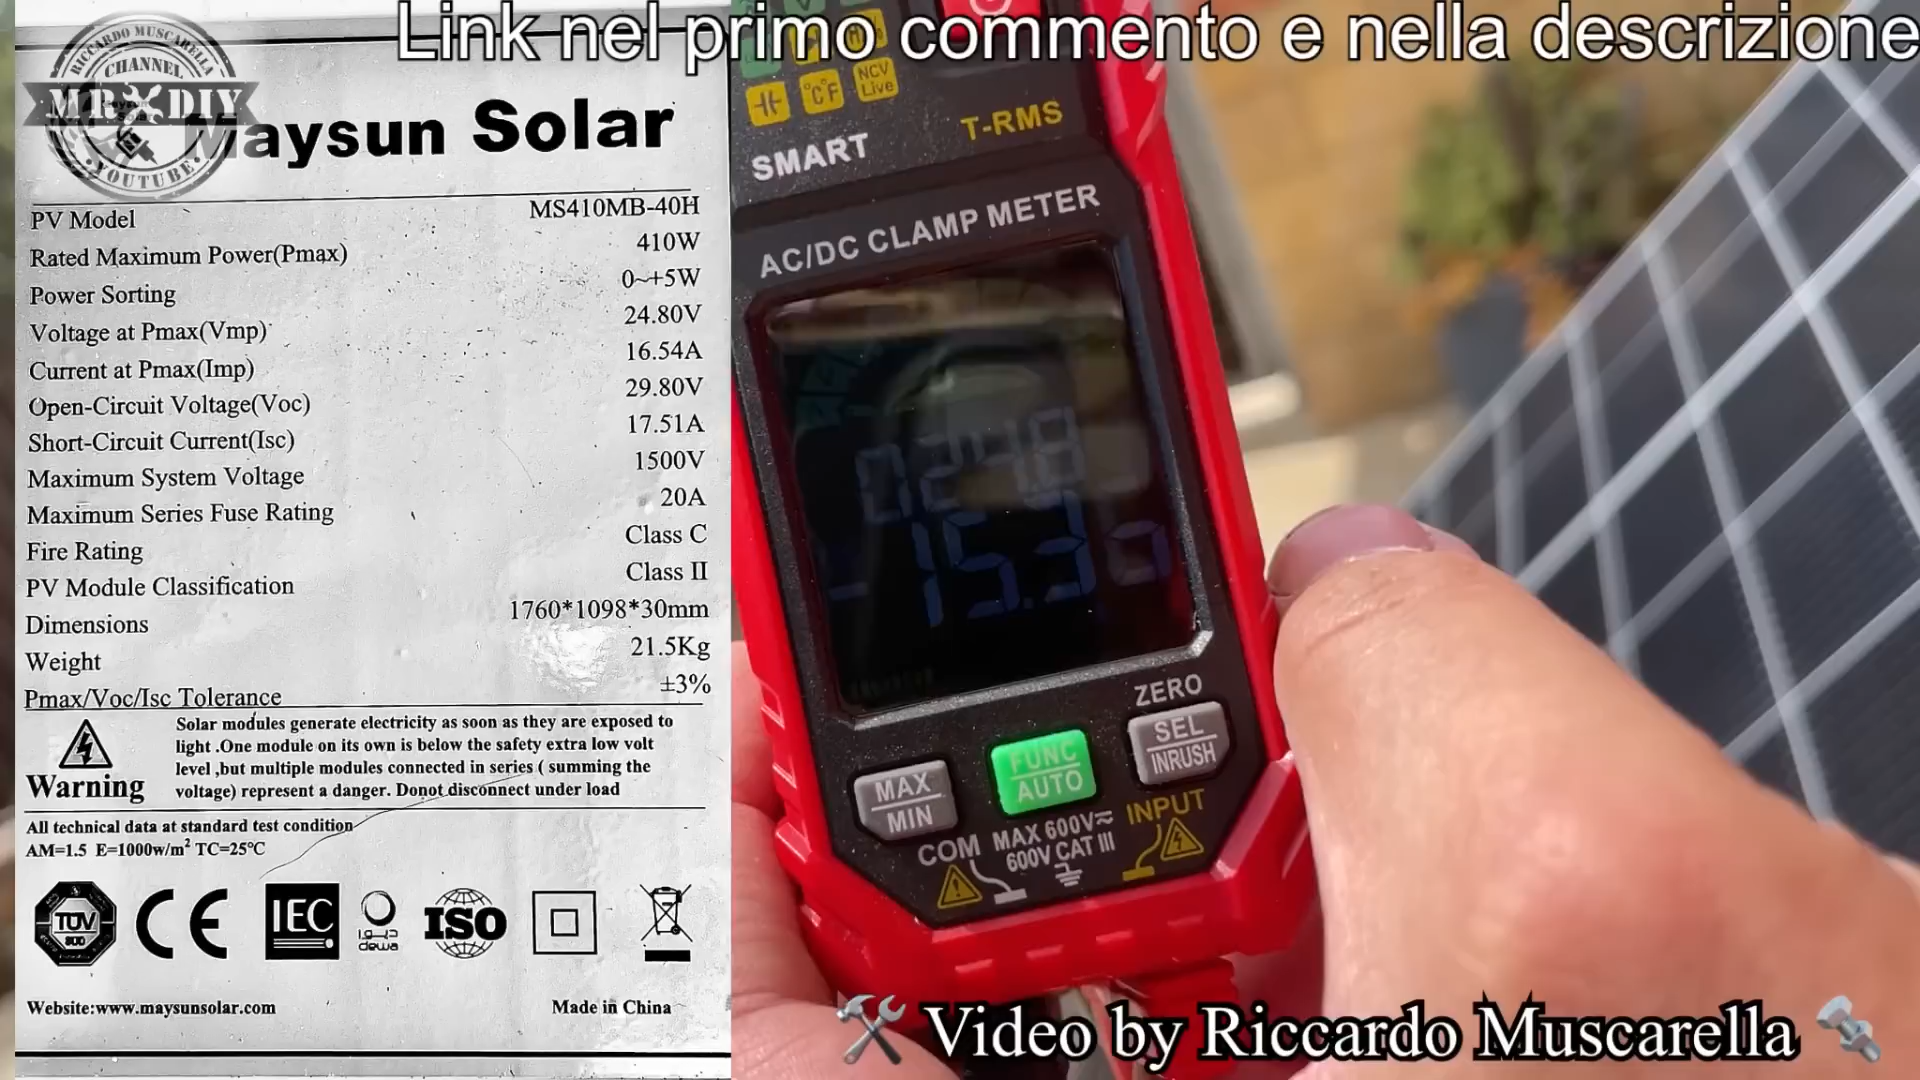 Link nel primo commento e nella descrizione
RICCARDO MUSCARELLA
CHANNEL
MR DIY
YOUTUBE
Maysun Solar
PV Model MS410MB-40H
Rated Maximum Power(Pmax) 410W
Power Sorting 0~+5W
Voltage at Pmax(Vmp) 24.80V
Current at Pmax(Imp) 16.54A
Open-Circuit Voltage(Voc) 29.80V
Short-Circuit Current(Isc) 17.51A
Maximum System Voltage 1500V
Maximum Series Fuse Rating 20A
Fire Rating Class C
PV Module Classification Class II
Dimensions 1760*1098*30mm
Weight 21.5Kg
Pmax/Voc/Isc Tolerance ±3%
Warning
Solar modules generate electricity as soon as they are exposed to
light .One module on its own is below the safety extra low volt
level ,but multiple modules connected in series ( summing the
voltage) represent a danger. Donot disconnect under load
All technical data at standard test condition
AM=1.5 E=1000w/m² TC=25℃
TÜV
CE
IEC
dewa
ISO
Website:www.maysunsolar.com Made in China
°C°F
NCV
Live
SMART
T-RMS
AC/DC CLAMP METER
024.8
-15.30
ZERO
MAX
MIN
FUNC
AUTO
SEL
INRUSH
COM
MAX 600V≂
600V CAT III
INPUT
Video by Riccardo Muscarella